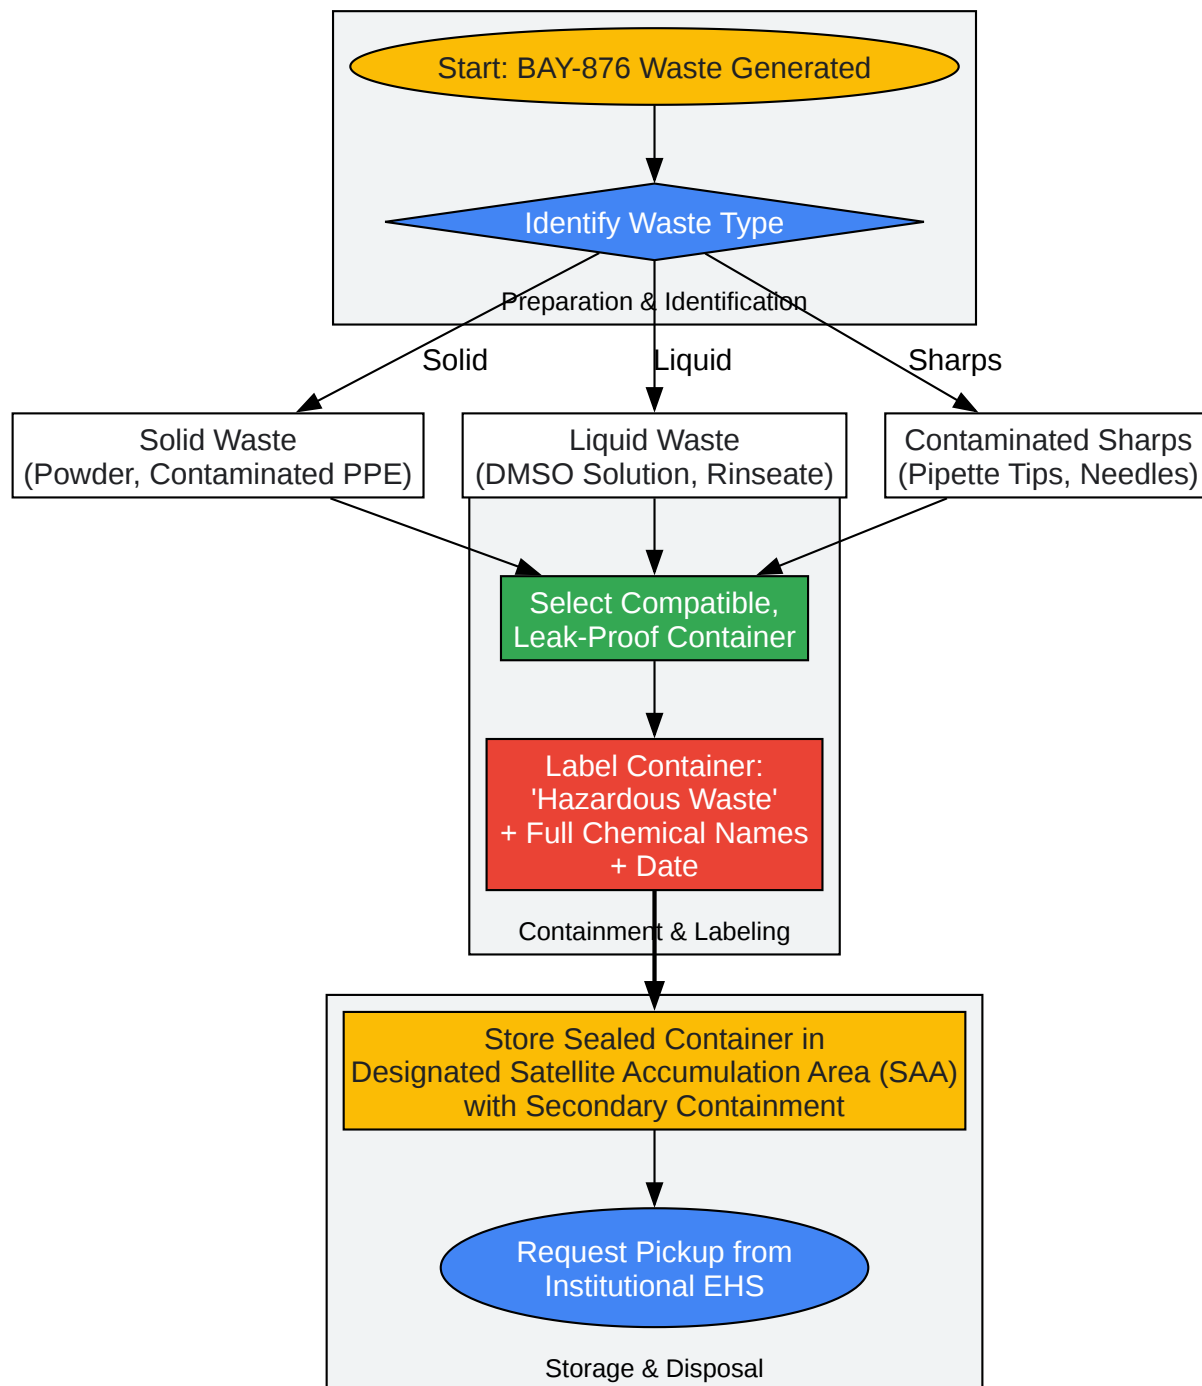 Start: BAY-876 Waste Generated
Identify Waste Type
Preparation & Identification
Solid
Liquid
Sharps
Solid Waste
(Powder, Contaminated PPE)
Liquid Waste
(DMSO Solution, Rinseate)
Contaminated Sharps
(Pipette Tips, Needles)
Select Compatible,
Leak-Proof Container
Label Container:
'Hazardous Waste'
+ Full Chemical Names
+ Date
Containment & Labeling
Store Sealed Container in
Designated Satellite Accumulation Area (SAA)
with Secondary Containment
Request Pickup from
Institutional EHS
Storage & Disposal